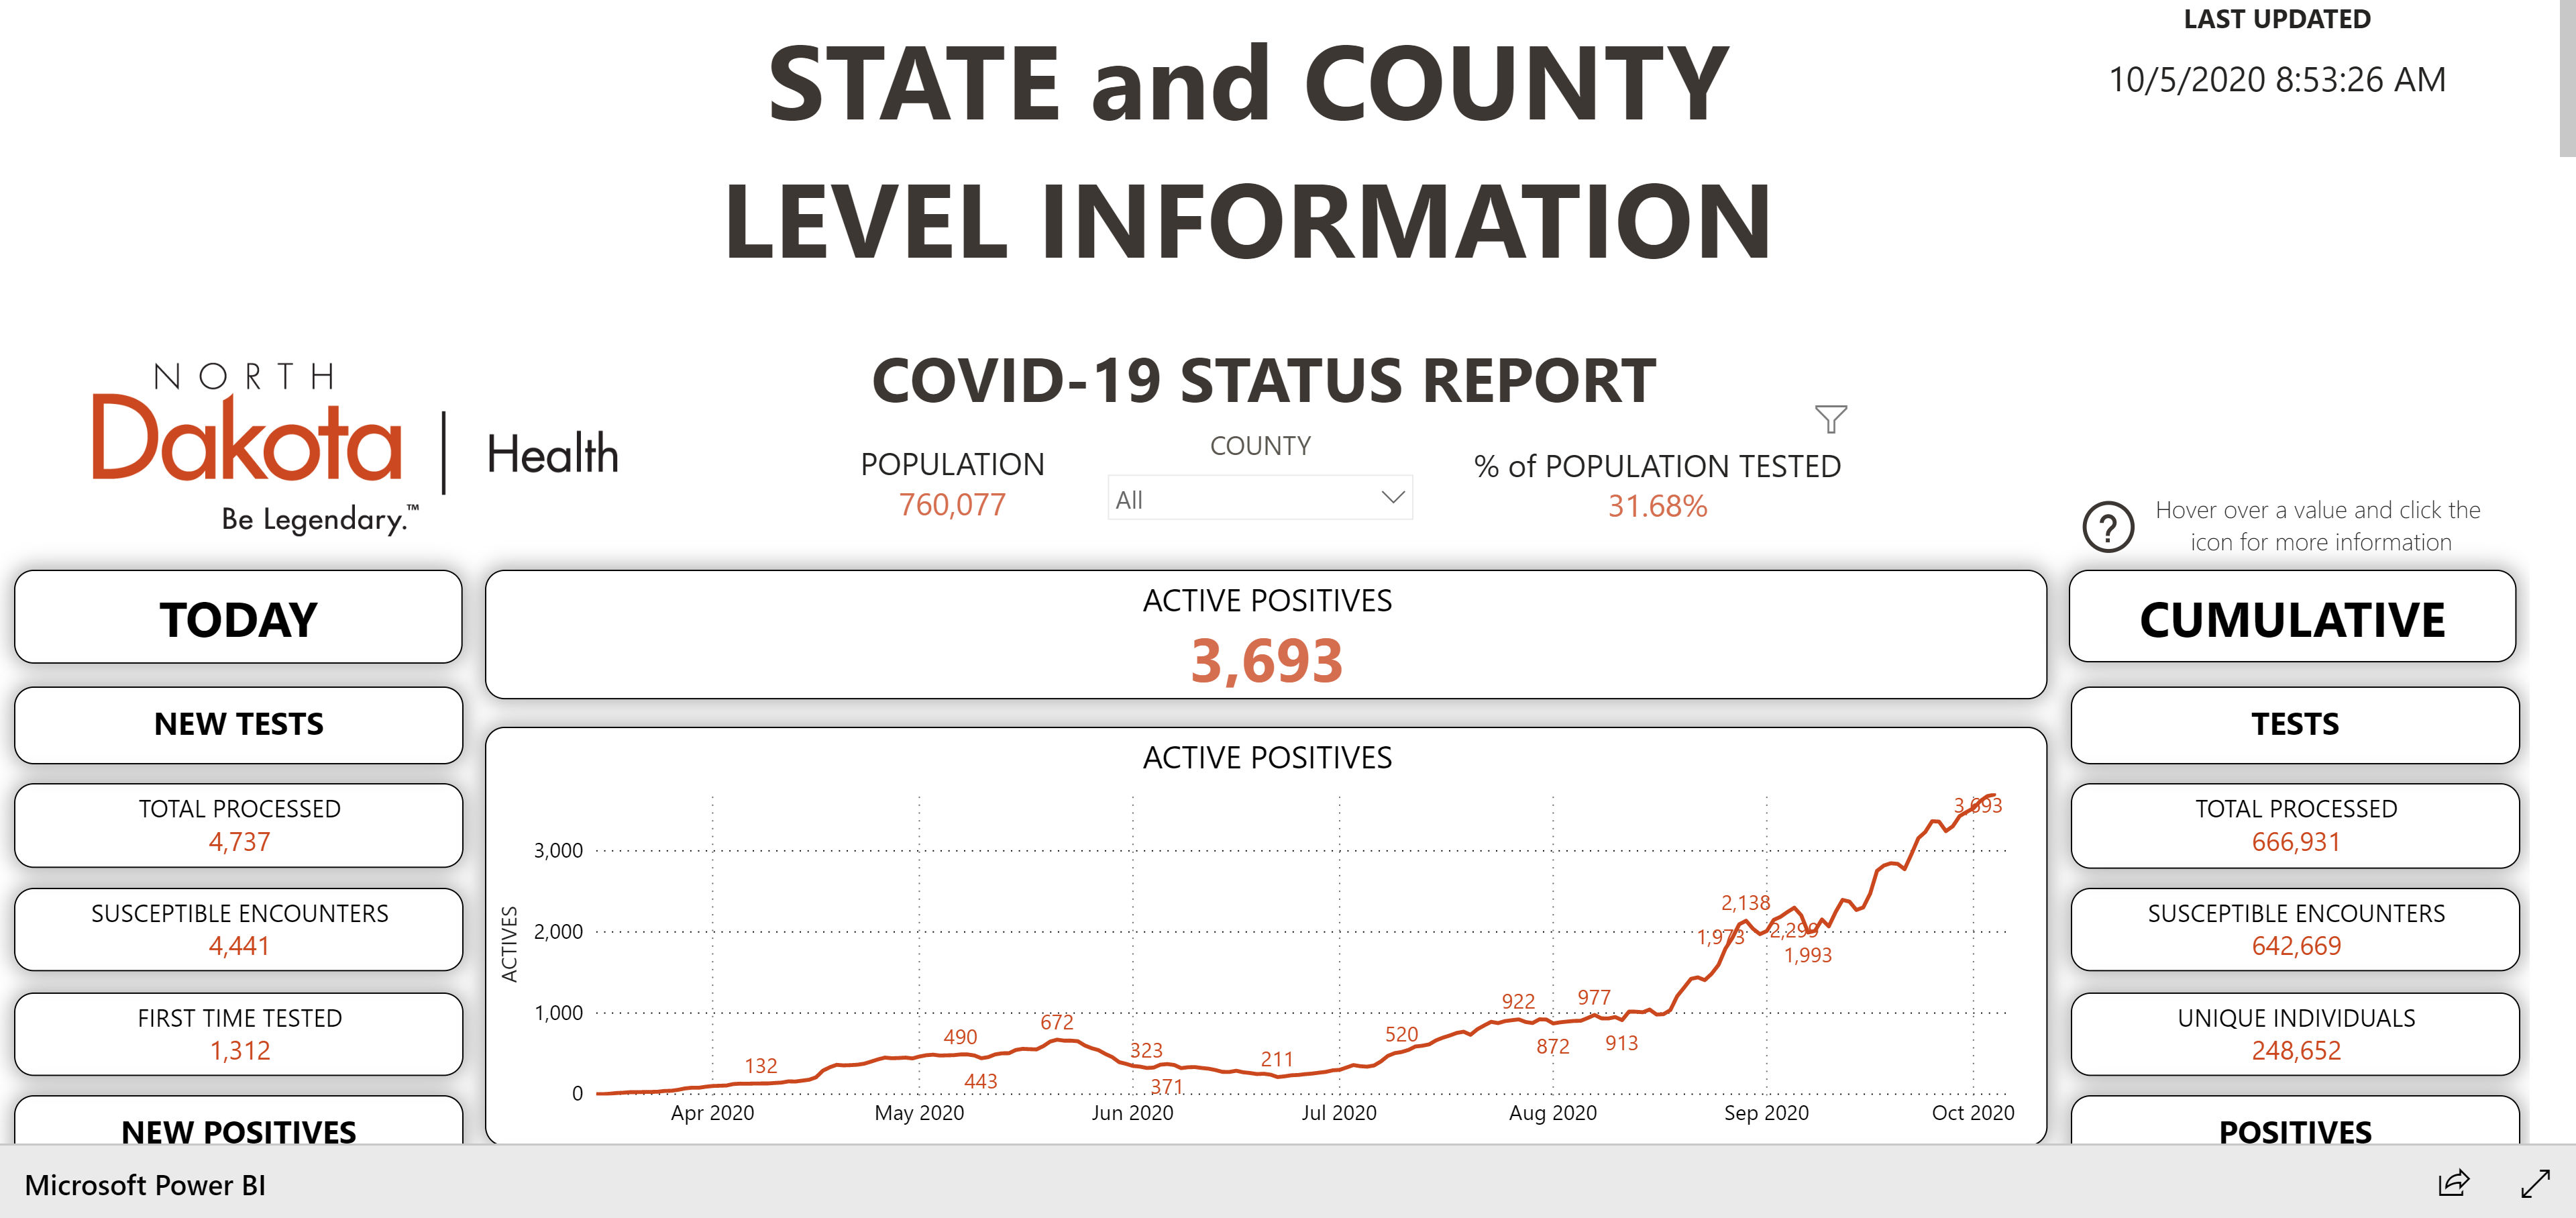 LAST UPDATED
10/5/2020 8:53:26 AM
STATE and COUNTY
LEVEL INFORMATION
NORTH
Dakota
Be Legendary.™
Health
COVID-19 STATUS REPORT
POPULATION
760,077
COUNTY
All
% of POPULATION TESTED
31.68%
?
Hover over a value and click the
icon for more information
TODAY
NEW TESTS
TOTAL PROCESSED
4,737
SUSCEPTIBLE ENCOUNTERS
4,441
FIRST TIME TESTED
1,312
NEW POSITIVES
ACTIVE POSITIVES
3,693
ACTIVE POSITIVES
ACTIVES
3,000
2,000
1,000
0
132
490
443
672
323
371
211
520
922
872
977
913
1,973
2,138
2,299
1,993
3,693
Apr 2020
May 2020
Jun 2020
Jul 2020
Aug 2020
Sep 2020
Oct 2020
CUMULATIVE
TESTS
TOTAL PROCESSED
666,931
SUSCEPTIBLE ENCOUNTERS
642,669
UNIQUE INDIVIDUALS
248,652
POSITIVES
Microsoft Power BI